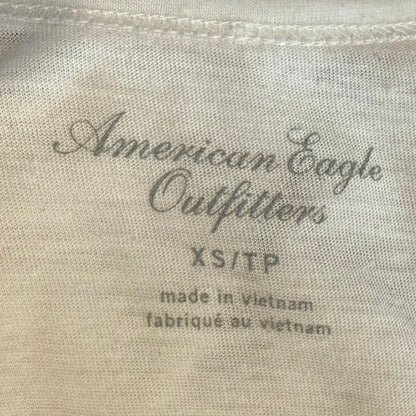 American Eagle
Outfitters
XS/TP
made in vietnam
fabriqué au vietnam